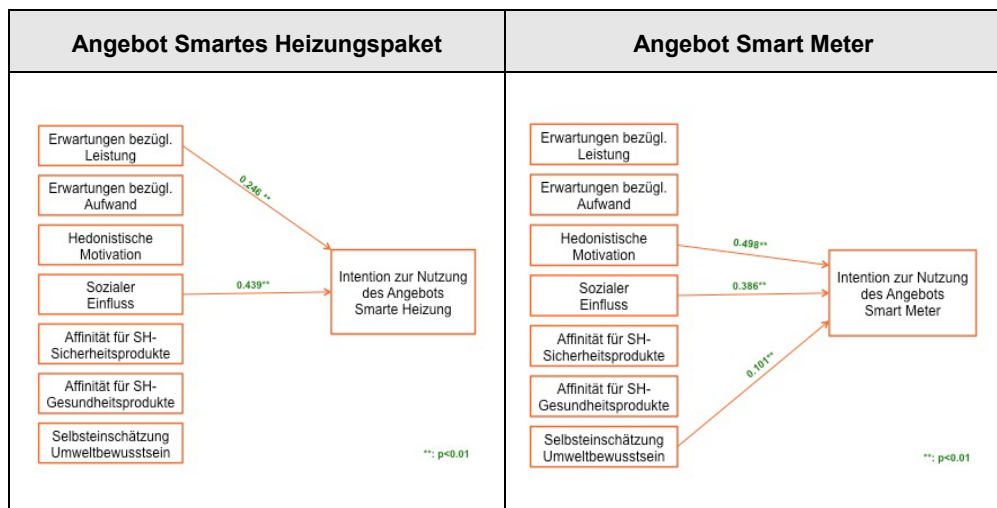 Angebot Smartes Heizungspaket
Erwartungen bezügl.
Leistung
Erwartungen bezügl.
Aufwand
Hedonistische
Motivation
Sozialer
Einfluss
Affinität für SH-
Sicherheitsprodukte
Affinität für SH-
Gesundheitsprodukte
Selbsteinschätzung
Umweltbewusstsein
0.246 **
0.439**
Intention zur Nutzung
des Angebots
Smarte Heizung
**: p<0.01
Angebot Smart Meter
Erwartungen bezügl.
Leistung
Erwartungen bezügl.
Aufwand
Hedonistische
Motivation
Sozialer
Einfluss
Affinität für SH-
Sicherheitsprodukte
Affinität für SH-
Gesundheitsprodukte
Selbsteinschätzung
Umweltbewusstsein
0.498**
0.386**
0.101**
Intention zur Nutzung
des Angebots
Smart Meter
**: p<0.01